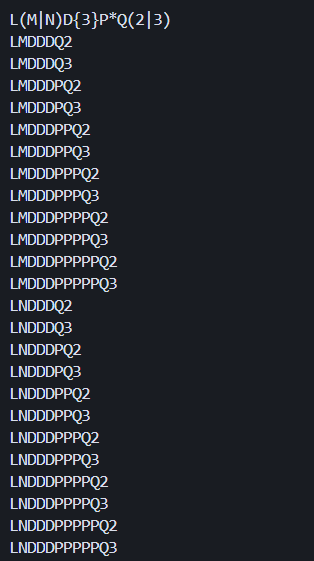 L(M|N)D{3}P*Q(2|3)
LMDDDQ2
LMDDDQ3
LMDDDPQ2
LMDDDPQ3
LMDDDPPQ2
LMDDDPPQ3
LMDDDPPPQ2
LMDDDPPPQ3
LMDDDPPPPQ2
LMDDDPPPPQ3
LMDDDPPPPPQ2
LMDDDPPPPPQ3
LNDDDQ2
LNDDDQ3
LNDDDPQ2
LNDDDPQ3
LNDDDPPQ2
LNDDDPPQ3
LNDDDPPPQ2
LNDDDPPPQ3
LNDDDPPPPQ2
LNDDDPPPPQ3
LNDDDPPPPPQ2
LNDDDPPPPPQ3